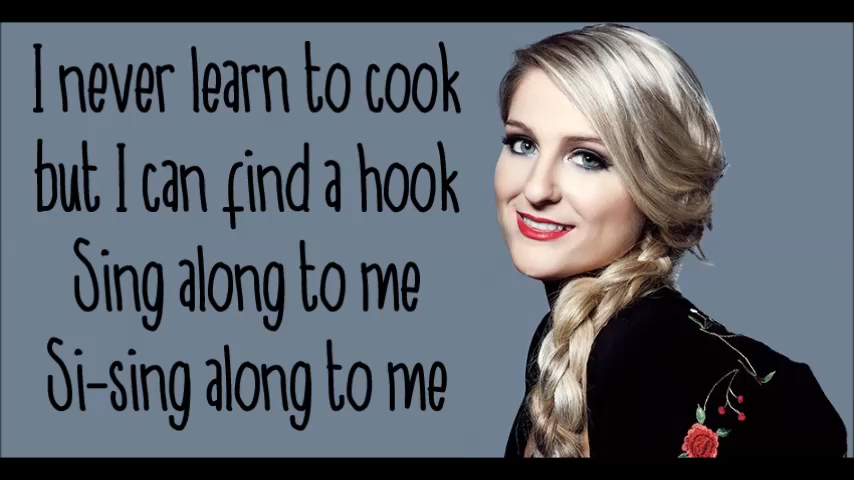 I never learn to cook
but I can find a hook
Sing along to me
Si-sing along to me